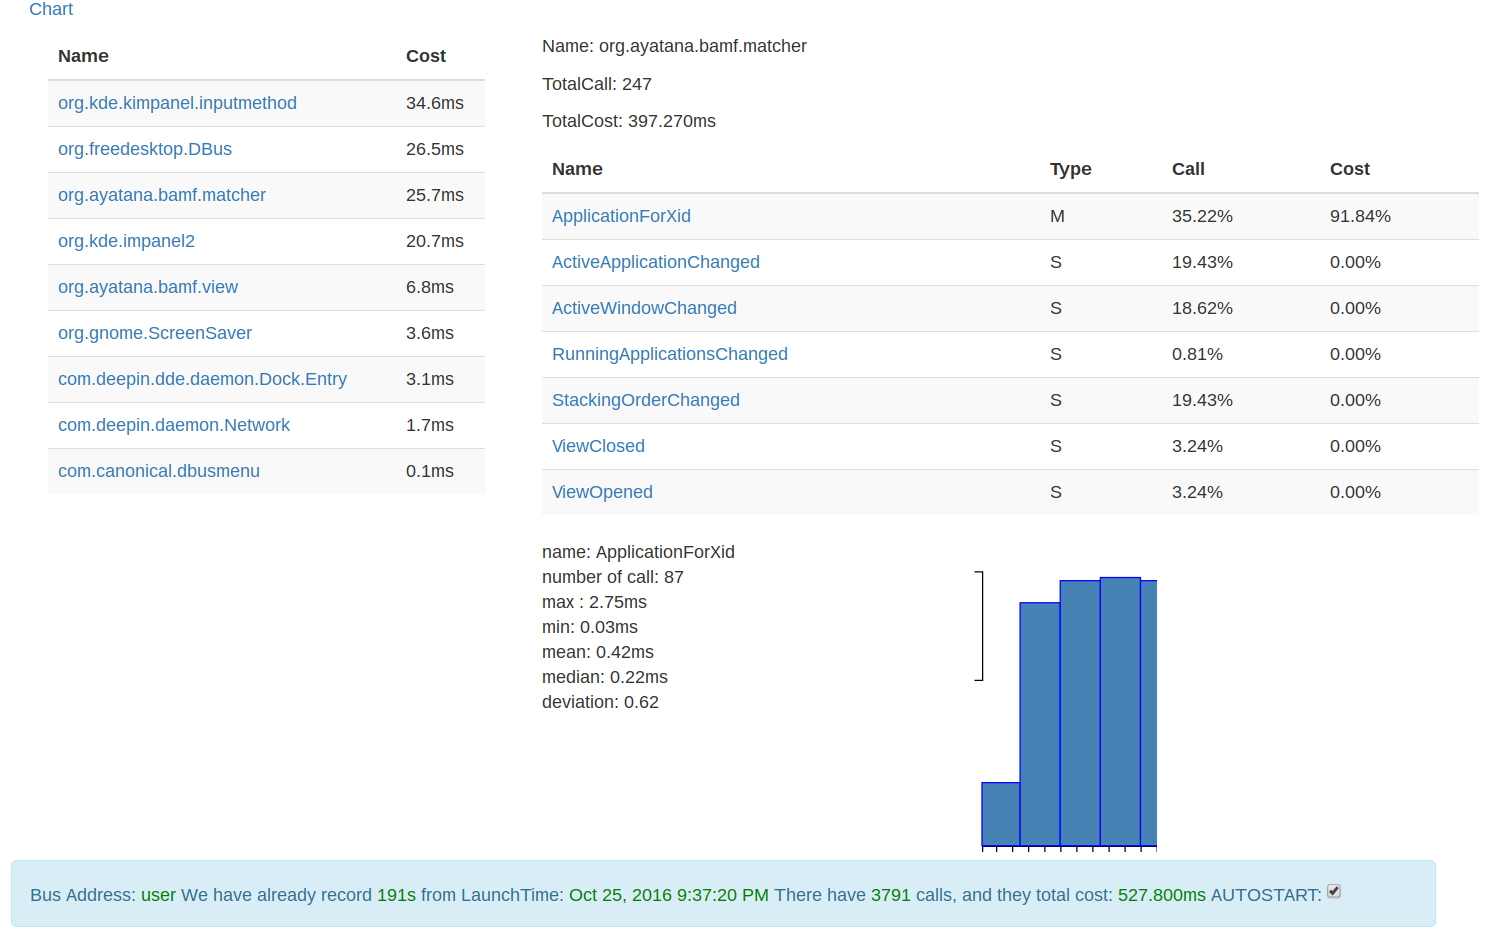 Chart
Name Cost
org.kde.kimpanel.inputmethod 34.6ms
org.freedesktop.DBus 26.5ms
org.ayatana.bamf.matcher 25.7ms
org.kde.impanel2 20.7ms
org.ayatana.bamf.view 6.8ms
org.gnome.ScreenSaver 3.6ms
com.deepin.dde.daemon.Dock.Entry 3.1ms
com.deepin.daemon.Network 1.7ms
com.canonical.dbusmenu 0.1ms
Name: org.ayatana.bamf.matcher
TotalCall: 247
TotalCost: 397.270ms
Name Type Call Cost
ApplicationForXid M 35.22% 91.84%
ActiveApplicationChanged S 19.43% 0.00%
ActiveWindowChanged S 18.62% 0.00%
RunningApplicationsChanged S 0.81% 0.00%
StackingOrderChanged S 19.43% 0.00%
ViewClosed S 3.24% 0.00%
ViewOpened S 3.24% 0.00%
name: ApplicationForXid
number of call: 87
max : 2.75ms
min: 0.03ms
mean: 0.42ms
median: 0.22ms
deviation: 0.62
Bus Address: user We have already record 191s from LaunchTime: Oct 25, 2016 9:37:20 PM There have 3791 calls, and they total cost: 527.800ms AUTOSTART: